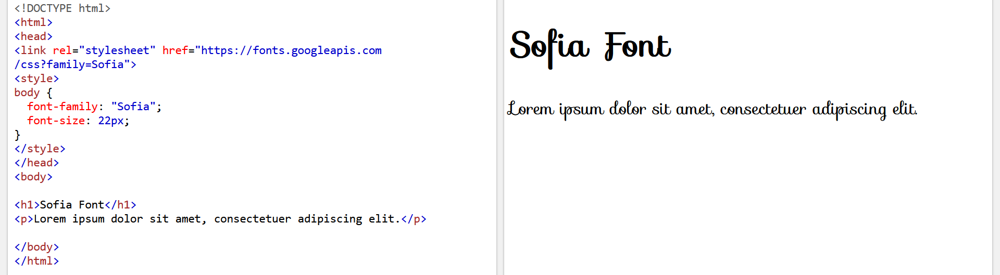 <!DOCTYPE html>
<html>
<head>
<link rel="stylesheet" href="https://fonts.googleapis.com
/css?family=Sofia">
<style>
body {
  font-family: "Sofia";
  font-size: 22px;
}
</style>
</head>
<body>

<h1>Sofia Font</h1>
<p>Lorem ipsum dolor sit amet, consectetuer adipiscing elit.</p>

</body>
</html>
Sofia Font
Lorem ipsum dolor sit amet, consectetuer adipiscing elit.